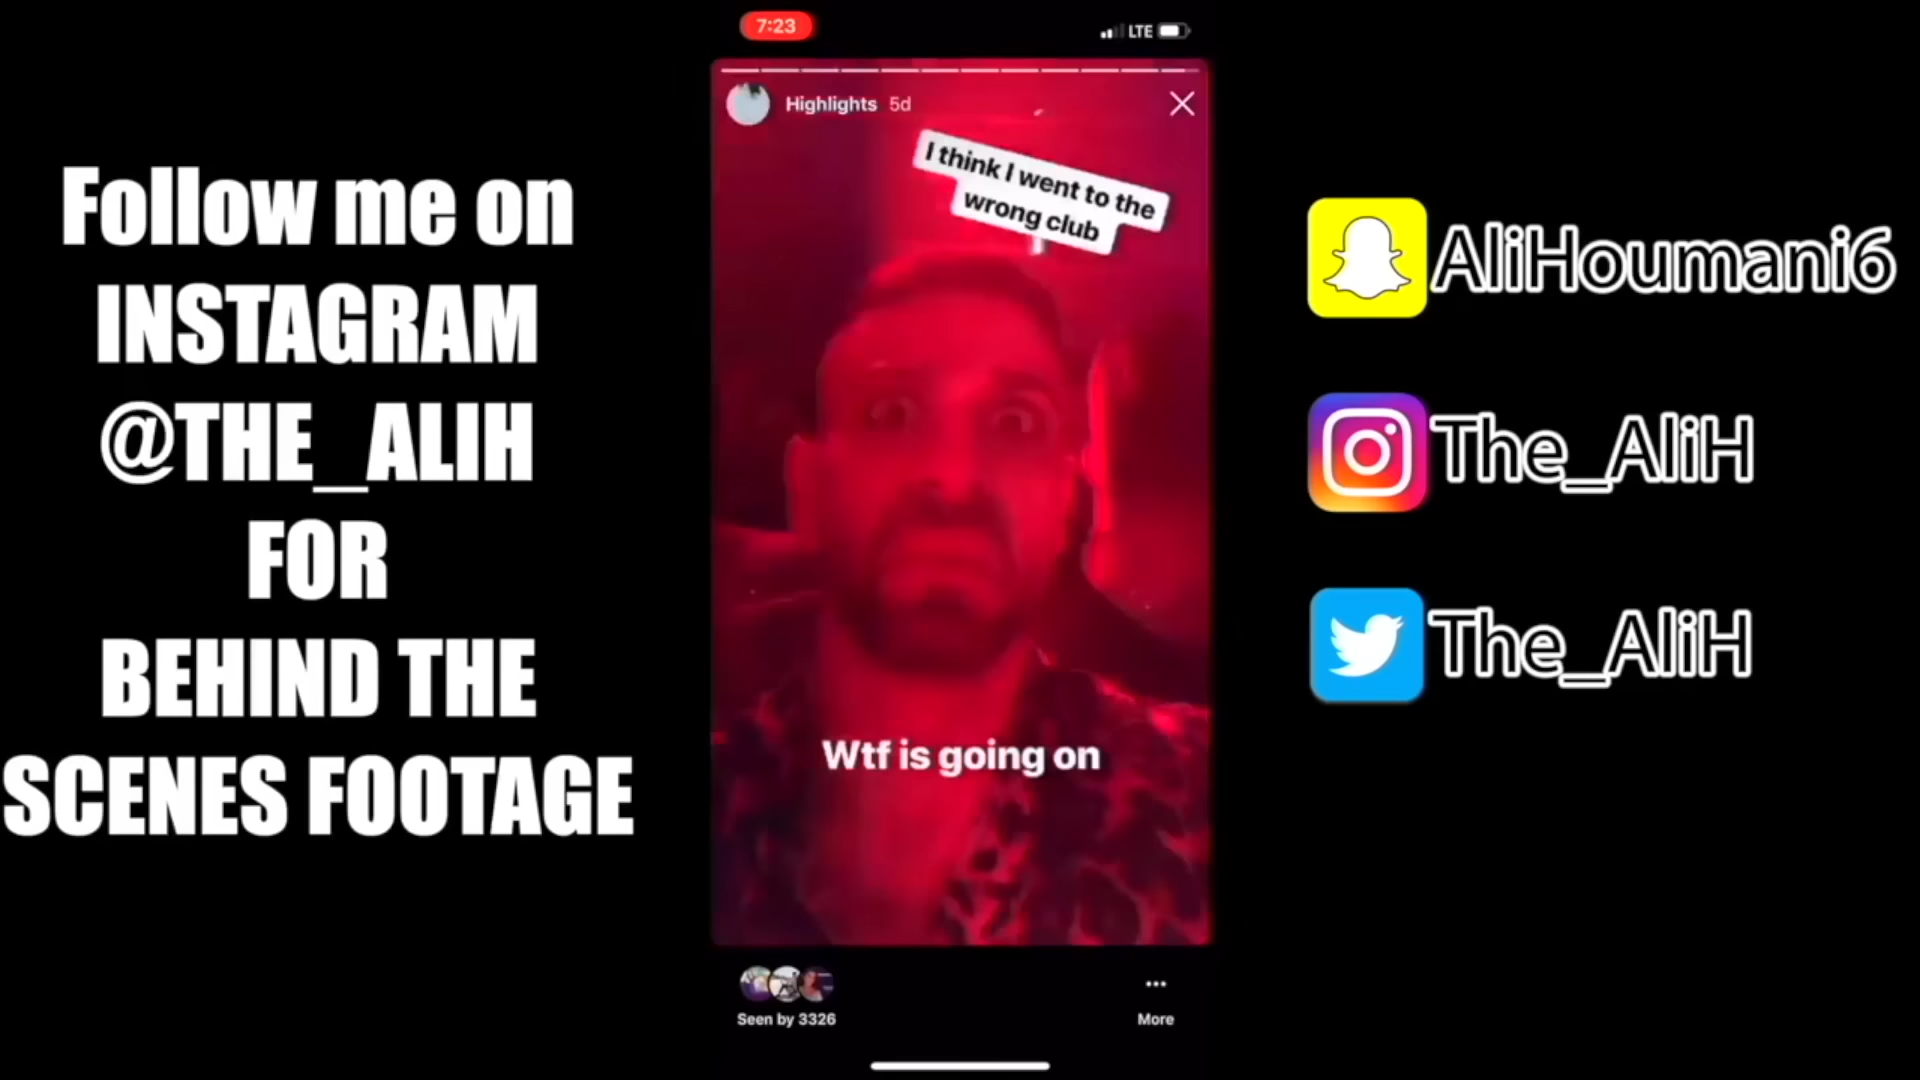 Follow me on
INSTAGRAM
@THE_ALIH
FOR
BEHIND THE
SCENES FOOTAGE
7:23
LTE
Highlights 5d
I think I went to the
wrong club
Wtf is going on
Seen by 3326
More
AliHoumani6
The_AliH
The_AliH